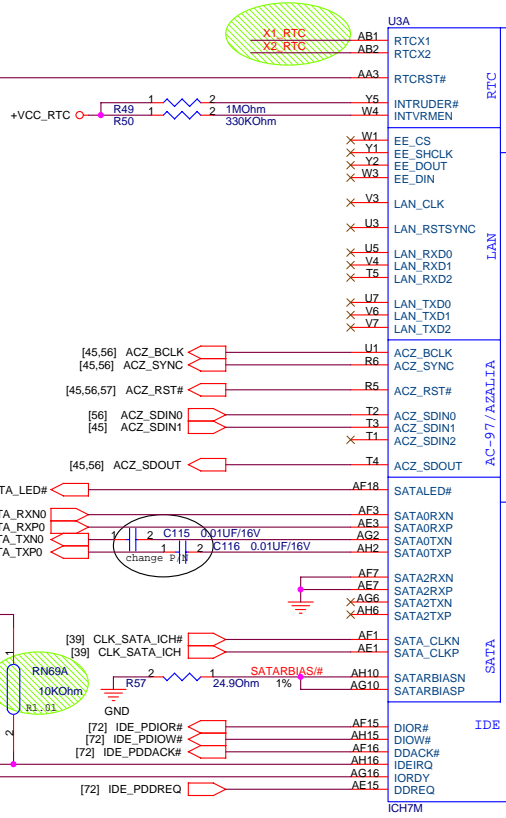 U3A
X1_RTC AB1 RTCX1
X2_RTC AB2 RTCX2
AA3 RTCRST#
RTC
1 2 Y5 INTRUDER#
+VCC_RTC R49 1MOhm
R50 1 2 330KOhm W4 INTVRMEN
W1 EE_CS
Y1 EE_SHCLK
Y2 EE_DOUT
W3 EE_DIN
V3 LAN_CLK
U3 LAN_RSTSYNC
LAN
U5 LAN_RXD0
V4 LAN_RXD1
T5 LAN_RXD2
U7 LAN_TXD0
V6 LAN_TXD1
V7 LAN_TXD2
[45,56] ACZ_BCLK U1 ACZ_BCLK
[45,56] ACZ_SYNC R6 ACZ_SYNC
[45,56,57] ACZ_RST# R5 ACZ_RST#
AC-97/AZALIA
[56] ACZ_SDIN0 T2 ACZ_SDIN0
[45] ACZ_SDIN1 T3 ACZ_SDIN1
T1 ACZ_SDIN2
[45,56] ACZ_SDOUT T4 ACZ_SDOUT
TA_LED# AF18 SATALED#
TA_RXN0 AF3 SATA0RXN
TA_RXP0 AE3 SATA0RXP
TA_TXN0 1 2 C115 0.01UF/16V AG2 SATA0TXN
TA_TXP0 1 2 C116 0.01UF/16V AH2 SATA0TXP
change P/N
AF7 SATA2RXN
AE7 SATA2RXP
AG6 SATA2TXN
AH6 SATA2TXP
[39] CLK_SATA_ICH# AF1 SATA_CLKN
[39] CLK_SATA_ICH AE1 SATA_CLKP
SATA
1 RN69A 10KOhm R1.01 2
R57 2 1 24.9Ohm 1% SATARBIAS/# AH10 SATARBIASN
AG10 SATARBIASP
GND
[72] IDE_PDIOR# AF15 DIOR#
IDE
[72] IDE_PDIOW# AH15 DIOW#
[72] IDE_PDDACK# AF16 DDACK#
AH16 IDEIRQ
AG16 IORDY
[72] IDE_PDDREQ AE15 DDREQ
ICH7M